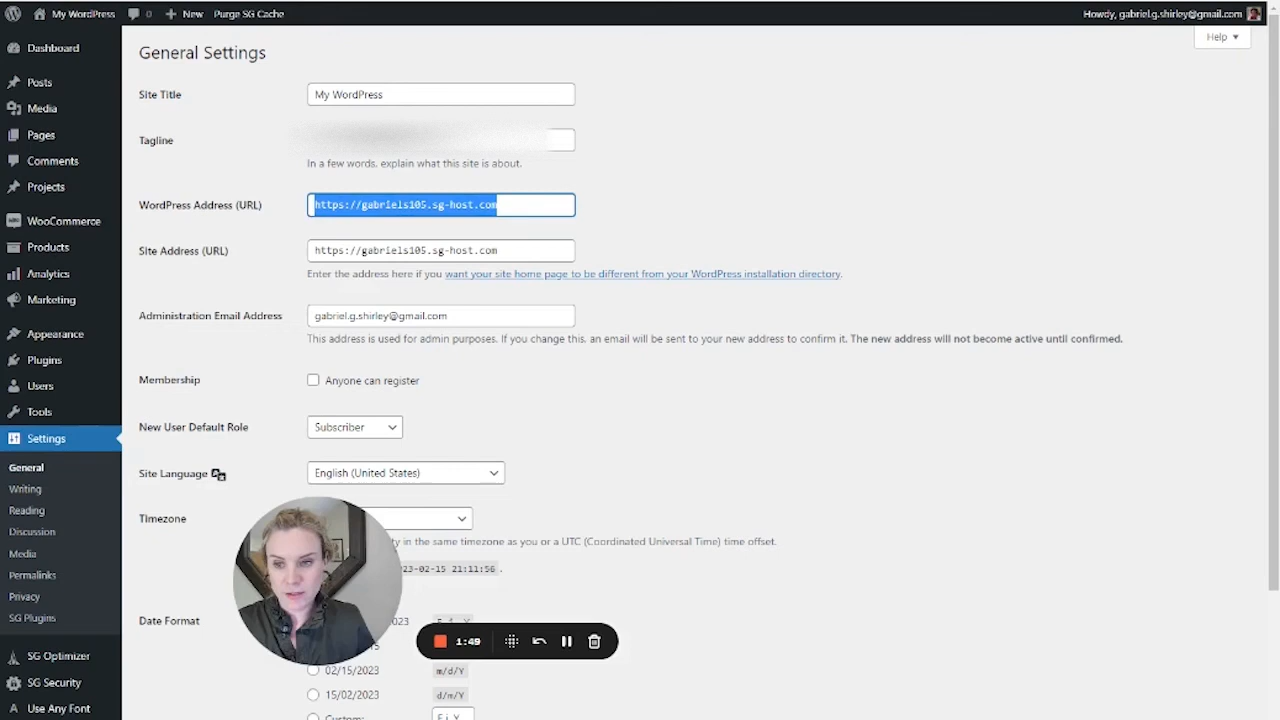 My WordPress 0 New Purge SG Cache Howdy, gabriel.g.shirley@gmail.com
Help
Dashboard
Posts
Media
Pages
Comments
Projects
WooCommerce
Products
Analytics
Marketing
Appearance
Plugins
Users
Tools
Settings
General
Writing
Reading
Discussion
Media
Permalinks
Privacy
SG Plugins
SG Optimizer
SG Security
Use Any Font
General Settings
Site Title My WordPress
Tagline
In a few words, explain what this site is about.
WordPress Address (URL) https://gabriels105.sg-host.com
Site Address (URL) https://gabriels105.sg-host.com
Enter the address here if you want your site home page to be different from your WordPress installation directory.
Administration Email Address gabriel.g.shirley@gmail.com
This address is used for admin purposes. If you change this, an email will be sent to your new address to confirm it. The new address will not become active until confirmed.
Membership Anyone can register
New User Default Role Subscriber
Site Language English (United States)
Timezone
in the same timezone as you or a UTC (Coordinated Universal Time) time offset.
23-02-15 21:11:56 .
Date Format
1:49
02/15/2023 m/d/Y
15/02/2023 d/m/Y
Custom: